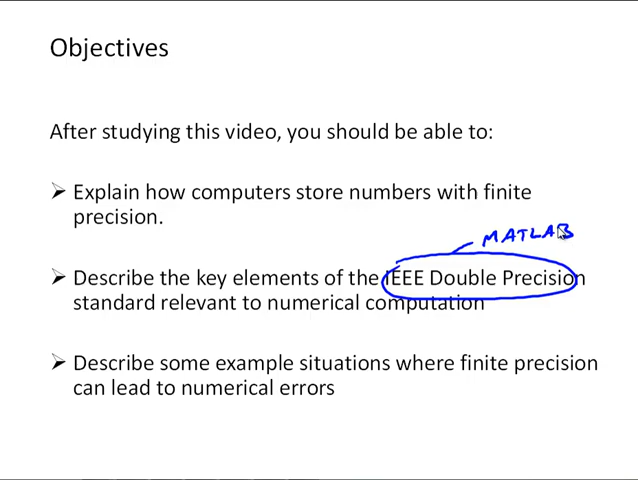 Objectives
After studying this video, you should be able to:
➢ Explain how computers store numbers with finite
precision.
MATLAB
➢ Describe the key elements of the IEEE Double Precision
standard relevant to numerical computation
➢ Describe some example situations where finite precision
can lead to numerical errors